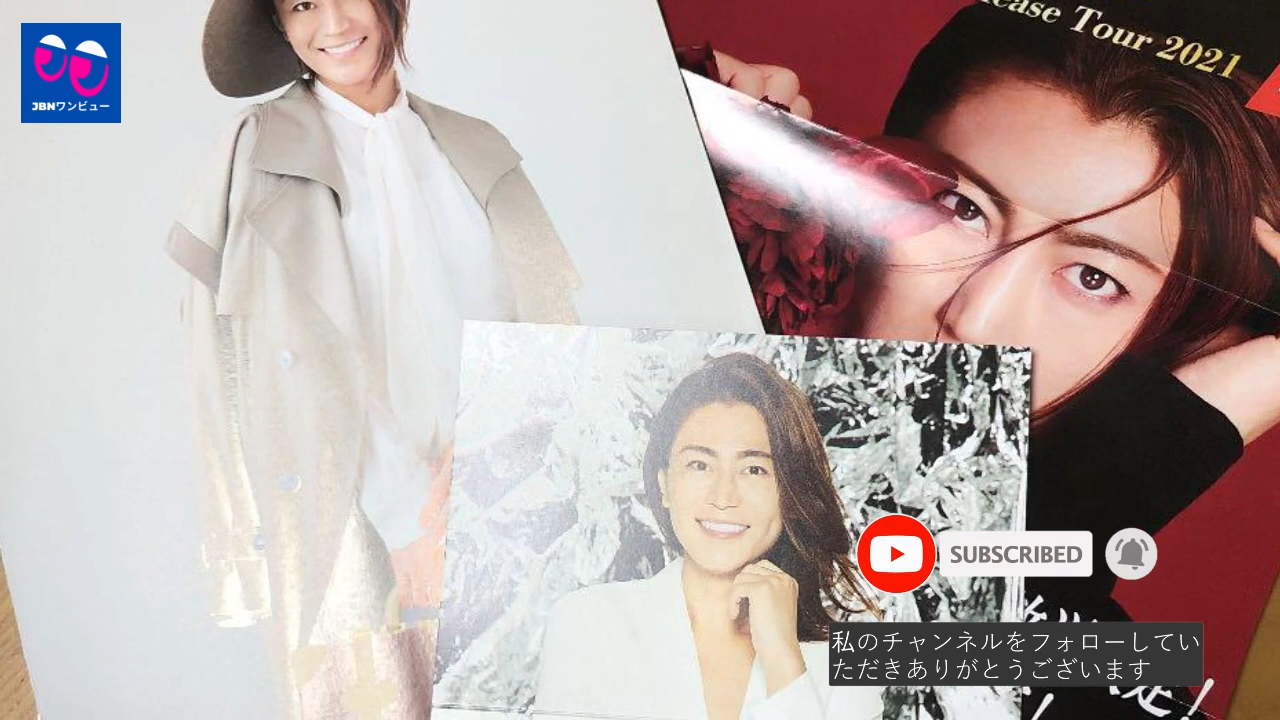 JBNワンビュー
Tour 2021
SUBSCRIBED
私のチャンネルをフォローしてい
ただきありがとうございます